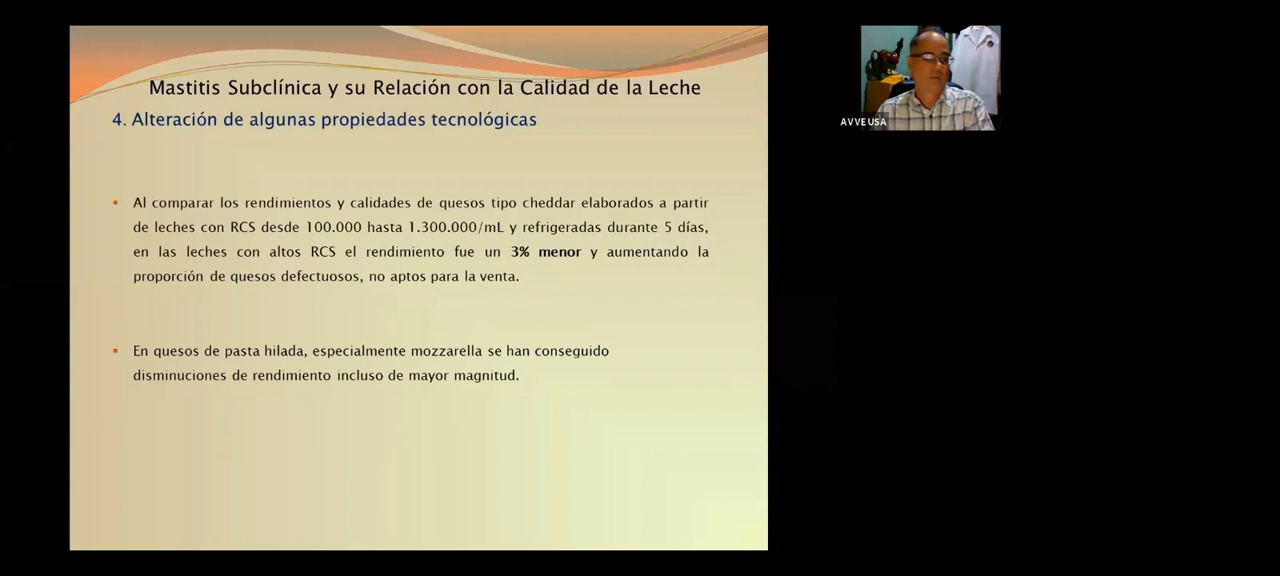 Mastitis Subclínica y su Relación con la Calidad de la Leche
4. Alteración de algunas propiedades tecnológicas
▪ Al comparar los rendimientos y calidades de quesos tipo cheddar elaborados a partir
de leches con RCS desde 100.000 hasta 1.300.000/mL y refrigeradas durante 5 días,
en las leches con altos RCS el rendimiento fue un 3% menor y aumentando la
proporción de quesos defectuosos, no aptos para la venta.
▪ En quesos de pasta hilada, especialmente mozzarella se han conseguido
disminuciones de rendimiento incluso de mayor magnitud.
AVVEUSA